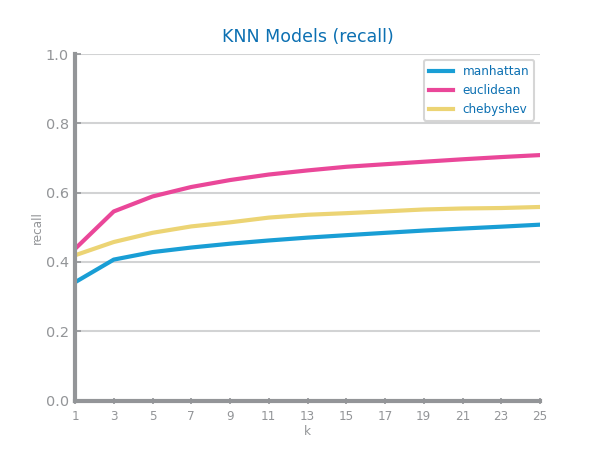 KNN Models (recall)
1.0
0.8
0.6
0.4
0.2
0.0
recall
manhattan
euclidean
chebyshev
1 3 5 7 9 11 13 15 17 19 21 23 25
k